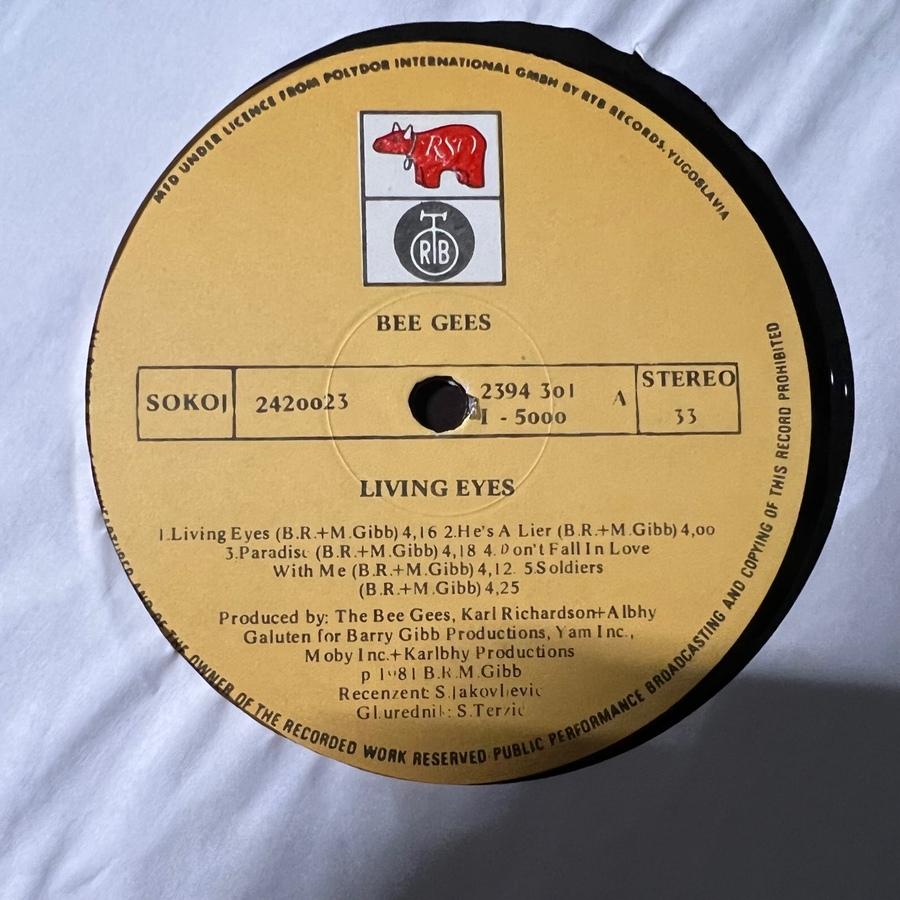 MFD UNDER LICENCE FROM POLYDOR INTERNATIONAL GMBH BY RTB RECORDS, YUGOSLAVIA
RSO
RTB
BEE GEES
SOKOJ 2420023 2394 301 A STEREO
I - 5000 33
LIVING EYES
1.Living Eyes (B.R.+M.Gibb) 4,16 2.He's A Lier (B.R.+M.Gibb) 4,00
3.Paradise (B.R.+M.Gibb) 4,18 4.Don't Fall In Love
With Me (B.R.+M.Gibb) 4,12. 5.Soldiers
(B.R.+M.Gibb) 4,25
Produced by: The Bee Gees, Karl Richardson+Albhy
Galuten for Barry Gibb Productions, Yam Inc.,
Moby Inc.+Karlbhy Productions
p 1981 B.R.M.Gibb
Recenzent: S.Jakovljevic
Gl.urednik: S.Terzic
AND OF THE OWNER OF THE RECORDED WORK RESERVED PUBLIC PERFORMANCE BROADCASTING AND COPYING OF THIS RECORD PROHIBITED